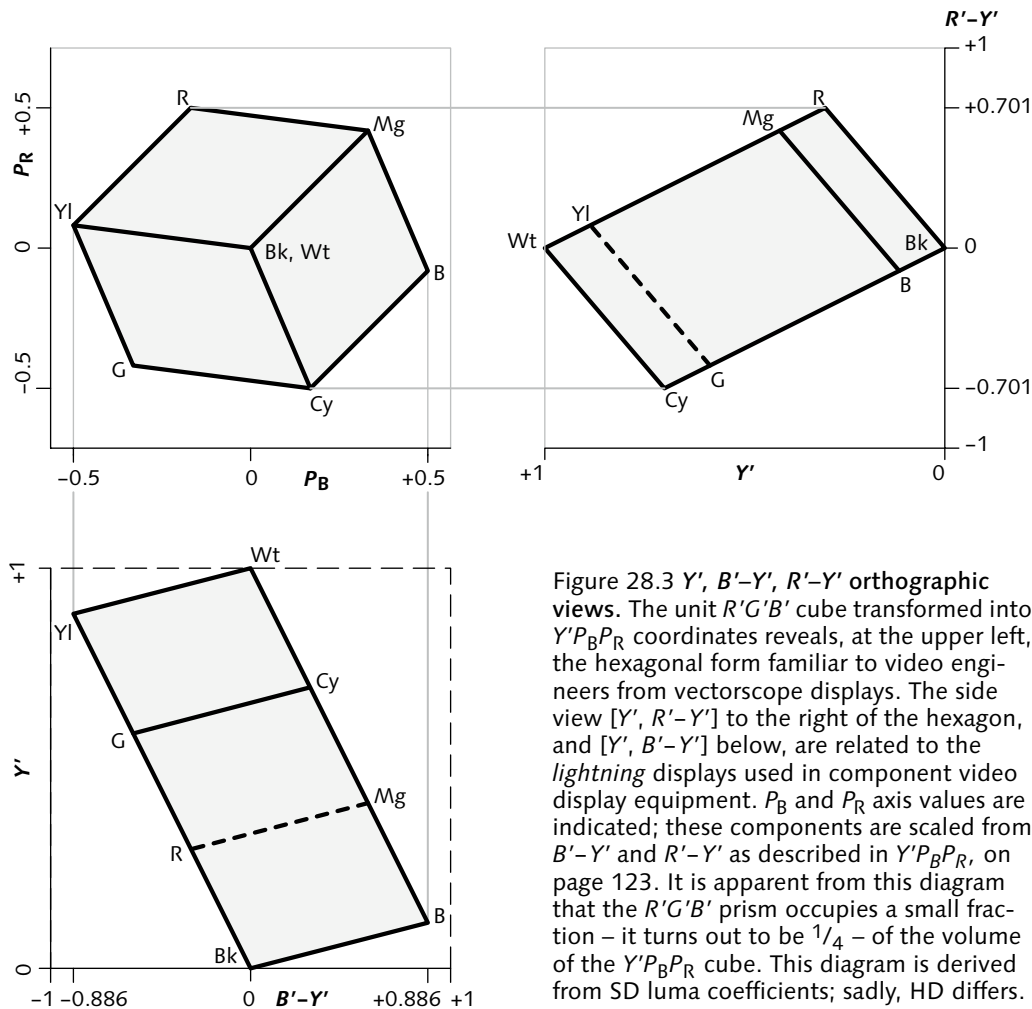 R'–Y'
+1
R
+0.5
Mg
PR
Yl
0
Bk, Wt
B
G
–0.5
Cy
–0.5
0
PB
+0.5
R
+0.701
Mg
Yl
Wt
Bk
0
B
G
Cy
–0.701
–1
+1
Y'
0
+1
Wt
Yl
Cy
G
Y'
Mg
R
B
Bk
0
–1
–0.886
0
B'–Y'
+0.886
+1
Figure 28.3 Y', B'–Y', R'–Y' orthographic
views. The unit R'G'B' cube transformed into
Y'PBPR coordinates reveals, at the upper left,
the hexagonal form familiar to video engi-
neers from vectorscope displays. The side
view [Y', R'–Y'] to the right of the hexagon,
and [Y', B'–Y'] below, are related to the
lightning displays used in component video
display equipment. PB and PR axis values are
indicated; these components are scaled from
B'–Y' and R'–Y' as described in Y'PBPR, on
page 123. It is apparent from this diagram
that the R'G'B' prism occupies a small frac-
tion – it turns out to be 1/4 – of the volume
of the Y'PBPR cube. This diagram is derived
from SD luma coefficients; sadly, HD differs.